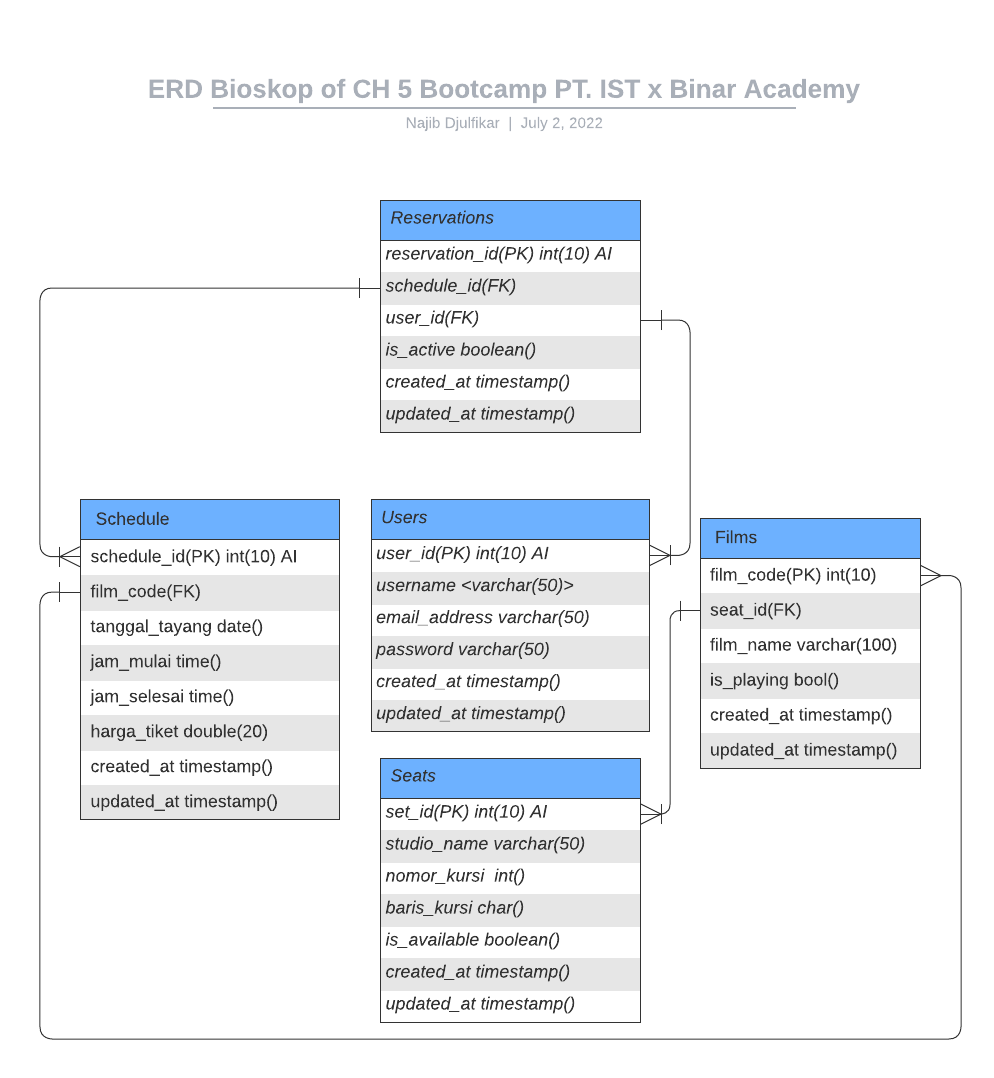 ERD Bioskop of CH 5 Bootcamp PT. IST x Binar Academy
Najib Djulfikar | July 2, 2022
Reservations
reservation_id(PK) int(10) AI
schedule_id(FK)
user_id(FK)
is_active boolean()
created_at timestamp()
updated_at timestamp()
Schedule
schedule_id(PK) int(10) AI
film_code(FK)
tanggal_tayang date()
jam_mulai time()
jam_selesai time()
harga_tiket double(20)
created_at timestamp()
updated_at timestamp()
Users
user_id(PK) int(10) AI
username <varchar(50)>
email_address varchar(50)
password varchar(50)
created_at timestamp()
updated_at timestamp()
Films
film_code(PK) int(10)
seat_id(FK)
film_name varchar(100)
is_playing bool()
created_at timestamp()
updated_at timestamp()
Seats
set_id(PK) int(10) AI
studio_name varchar(50)
nomor_kursi  int()
baris_kursi char()
is_available boolean()
created_at timestamp()
updated_at timestamp()